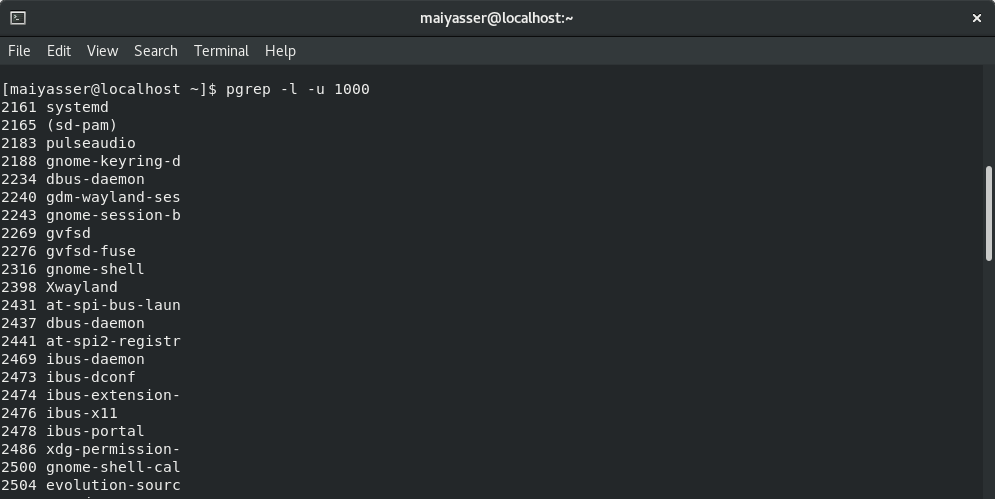 maiyasser@localhost:~
File Edit View Search Terminal Help
[maiyasser@localhost ~]$ pgrep -l -u 1000
2161 systemd
2165 (sd-pam)
2183 pulseaudio
2188 gnome-keyring-d
2234 dbus-daemon
2240 gdm-wayland-ses
2243 gnome-session-b
2269 gvfsd
2276 gvfsd-fuse
2316 gnome-shell
2398 Xwayland
2431 at-spi-bus-laun
2437 dbus-daemon
2441 at-spi2-registr
2469 ibus-daemon
2473 ibus-dconf
2474 ibus-extension-
2476 ibus-x11
2478 ibus-portal
2486 xdg-permission-
2500 gnome-shell-cal
2504 evolution-sourc